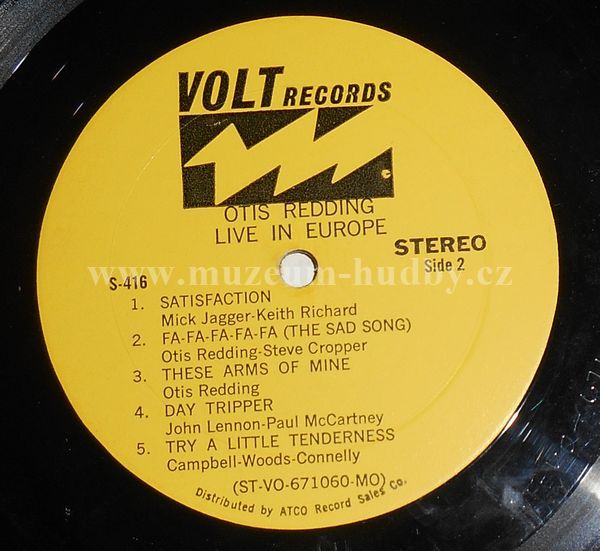 VOLT RECORDS
OTIS REDDING
LIVE IN EUROPE
STEREO
Side 2
S-416
www.muzeum-hudby.cz
1. SATISFACTION
Mick Jagger-Keith Richard
2. FA-FA-FA-FA-FA (THE SAD SONG)
Otis Redding-Steve Cropper
3. THESE ARMS OF MINE
Otis Redding
4. DAY TRIPPER
John Lennon-Paul McCartney
5. TRY A LITTLE TENDERNESS
Campbell-Woods-Connelly
(ST-VO-671060-MO)
Distributed by ATCO Record Sales Co.